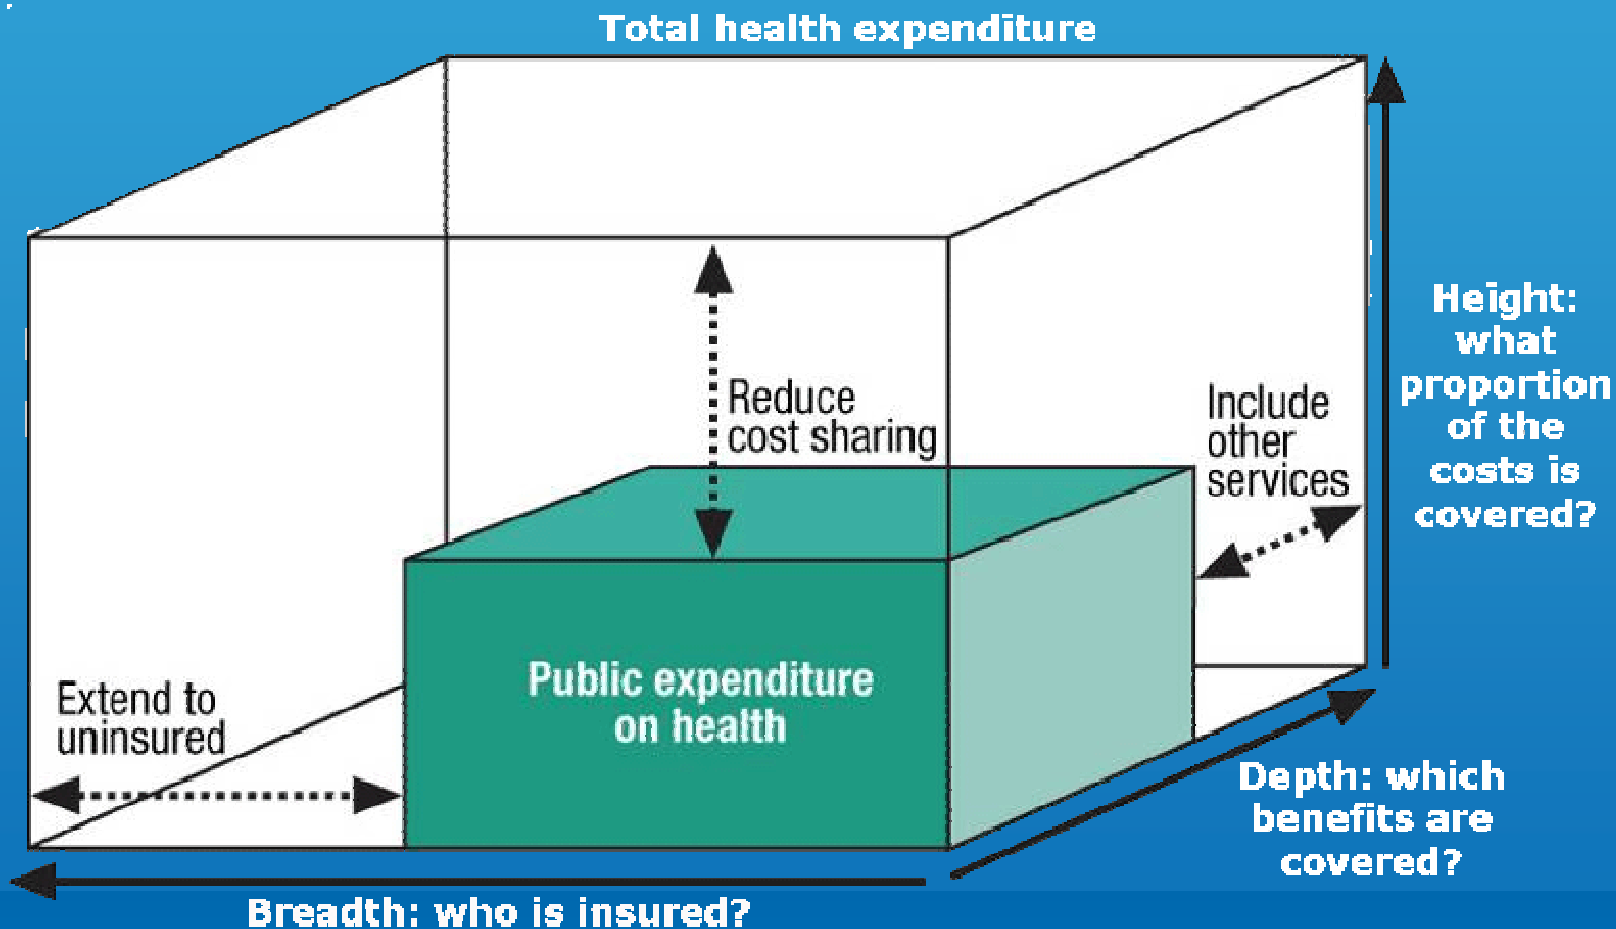 Total health expenditure
Reduce
cost sharing
Include
other
services
Height:
what
proportion
of the
costs is
covered?
Public expenditure
on health
Extend to
uninsured
Depth: which
benefits are
covered?
Breadth: who is insured?